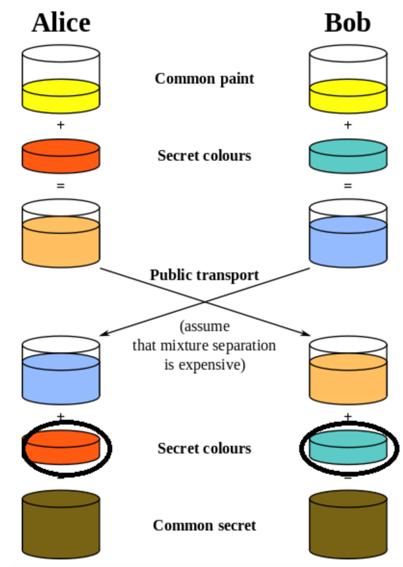 Alice Bob
Common paint
+ +
Secret colours
= =
Public transport
(assume
that mixture separation
is expensive)
+ +
Secret colours
= =
Common secret